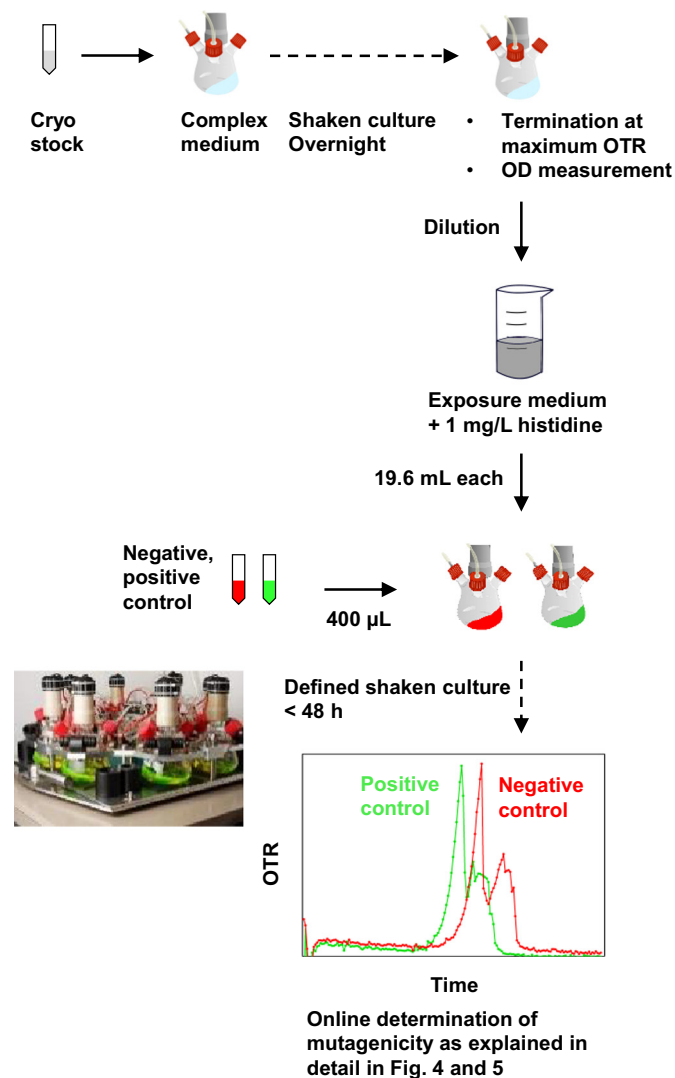 Cryo
stock
Complex
medium
Shaken culture
Overnight
• Termination at
maximum OTR
• OD measurement
Dilution
Exposure medium
+ 1 mg/L histidine
19.6 mL each
Negative,
positive
control
400 µL
Defined shaken culture
< 48 h
Positive
control
Negative
control
OTR
Time
Online determination of
mutagenicity as explained in
detail in Fig. 4 and 5